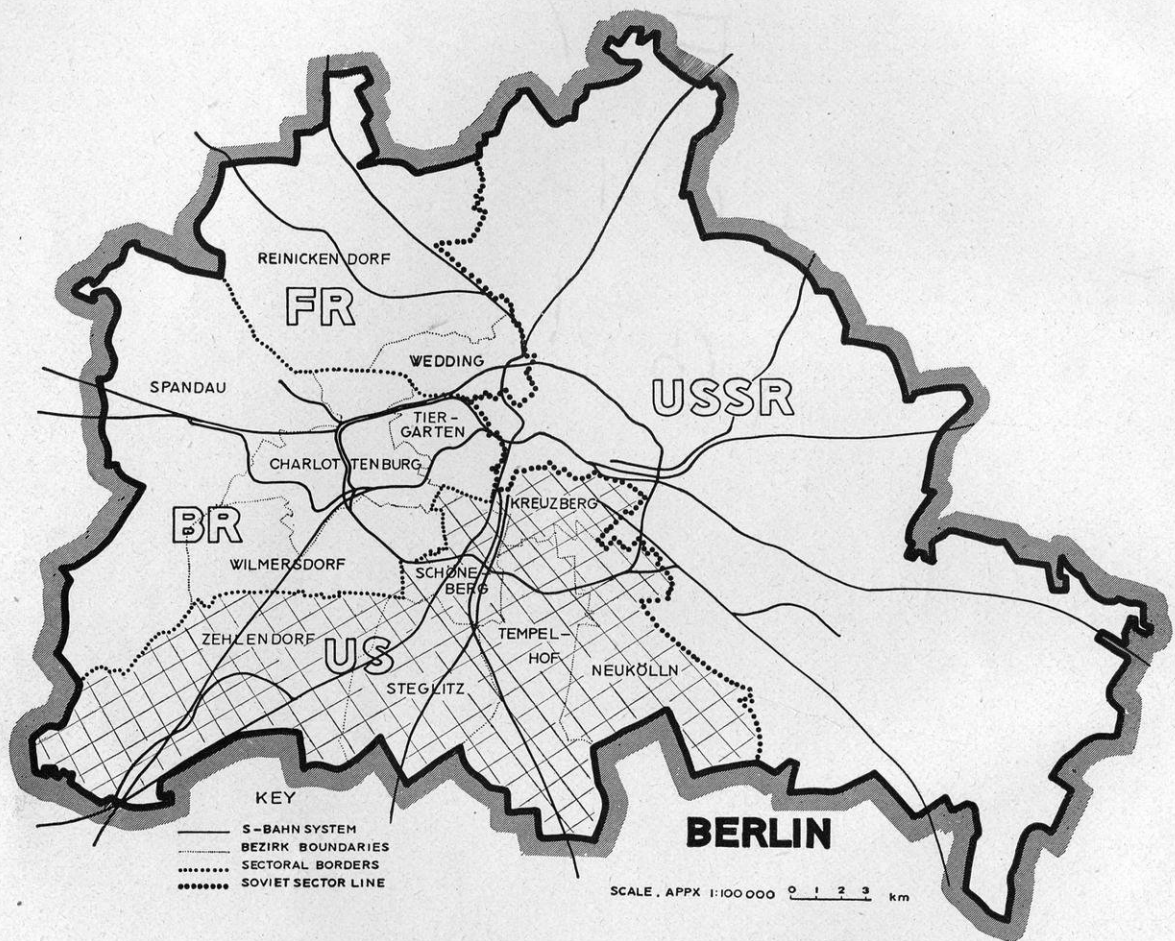 REINICKENDORF
FR
WEDDING
SPANDAU
USSR
TIER-
GARTEN
CHARLOTTENBURG
KREUZBERG
BR
WILMERSDORF
SCHÖNE-
BERG
ZEHLENDORF
US
TEMPEL-
HOF
NEUKÖLLN
STEGLITZ
KEY
S-BAHN SYSTEM
BEZIRK BOUNDARIES
SECTORAL BORDERS
SOVIET SECTOR LINE
BERLIN
SCALE. APPX 1:100 000 0 1 2 3 km